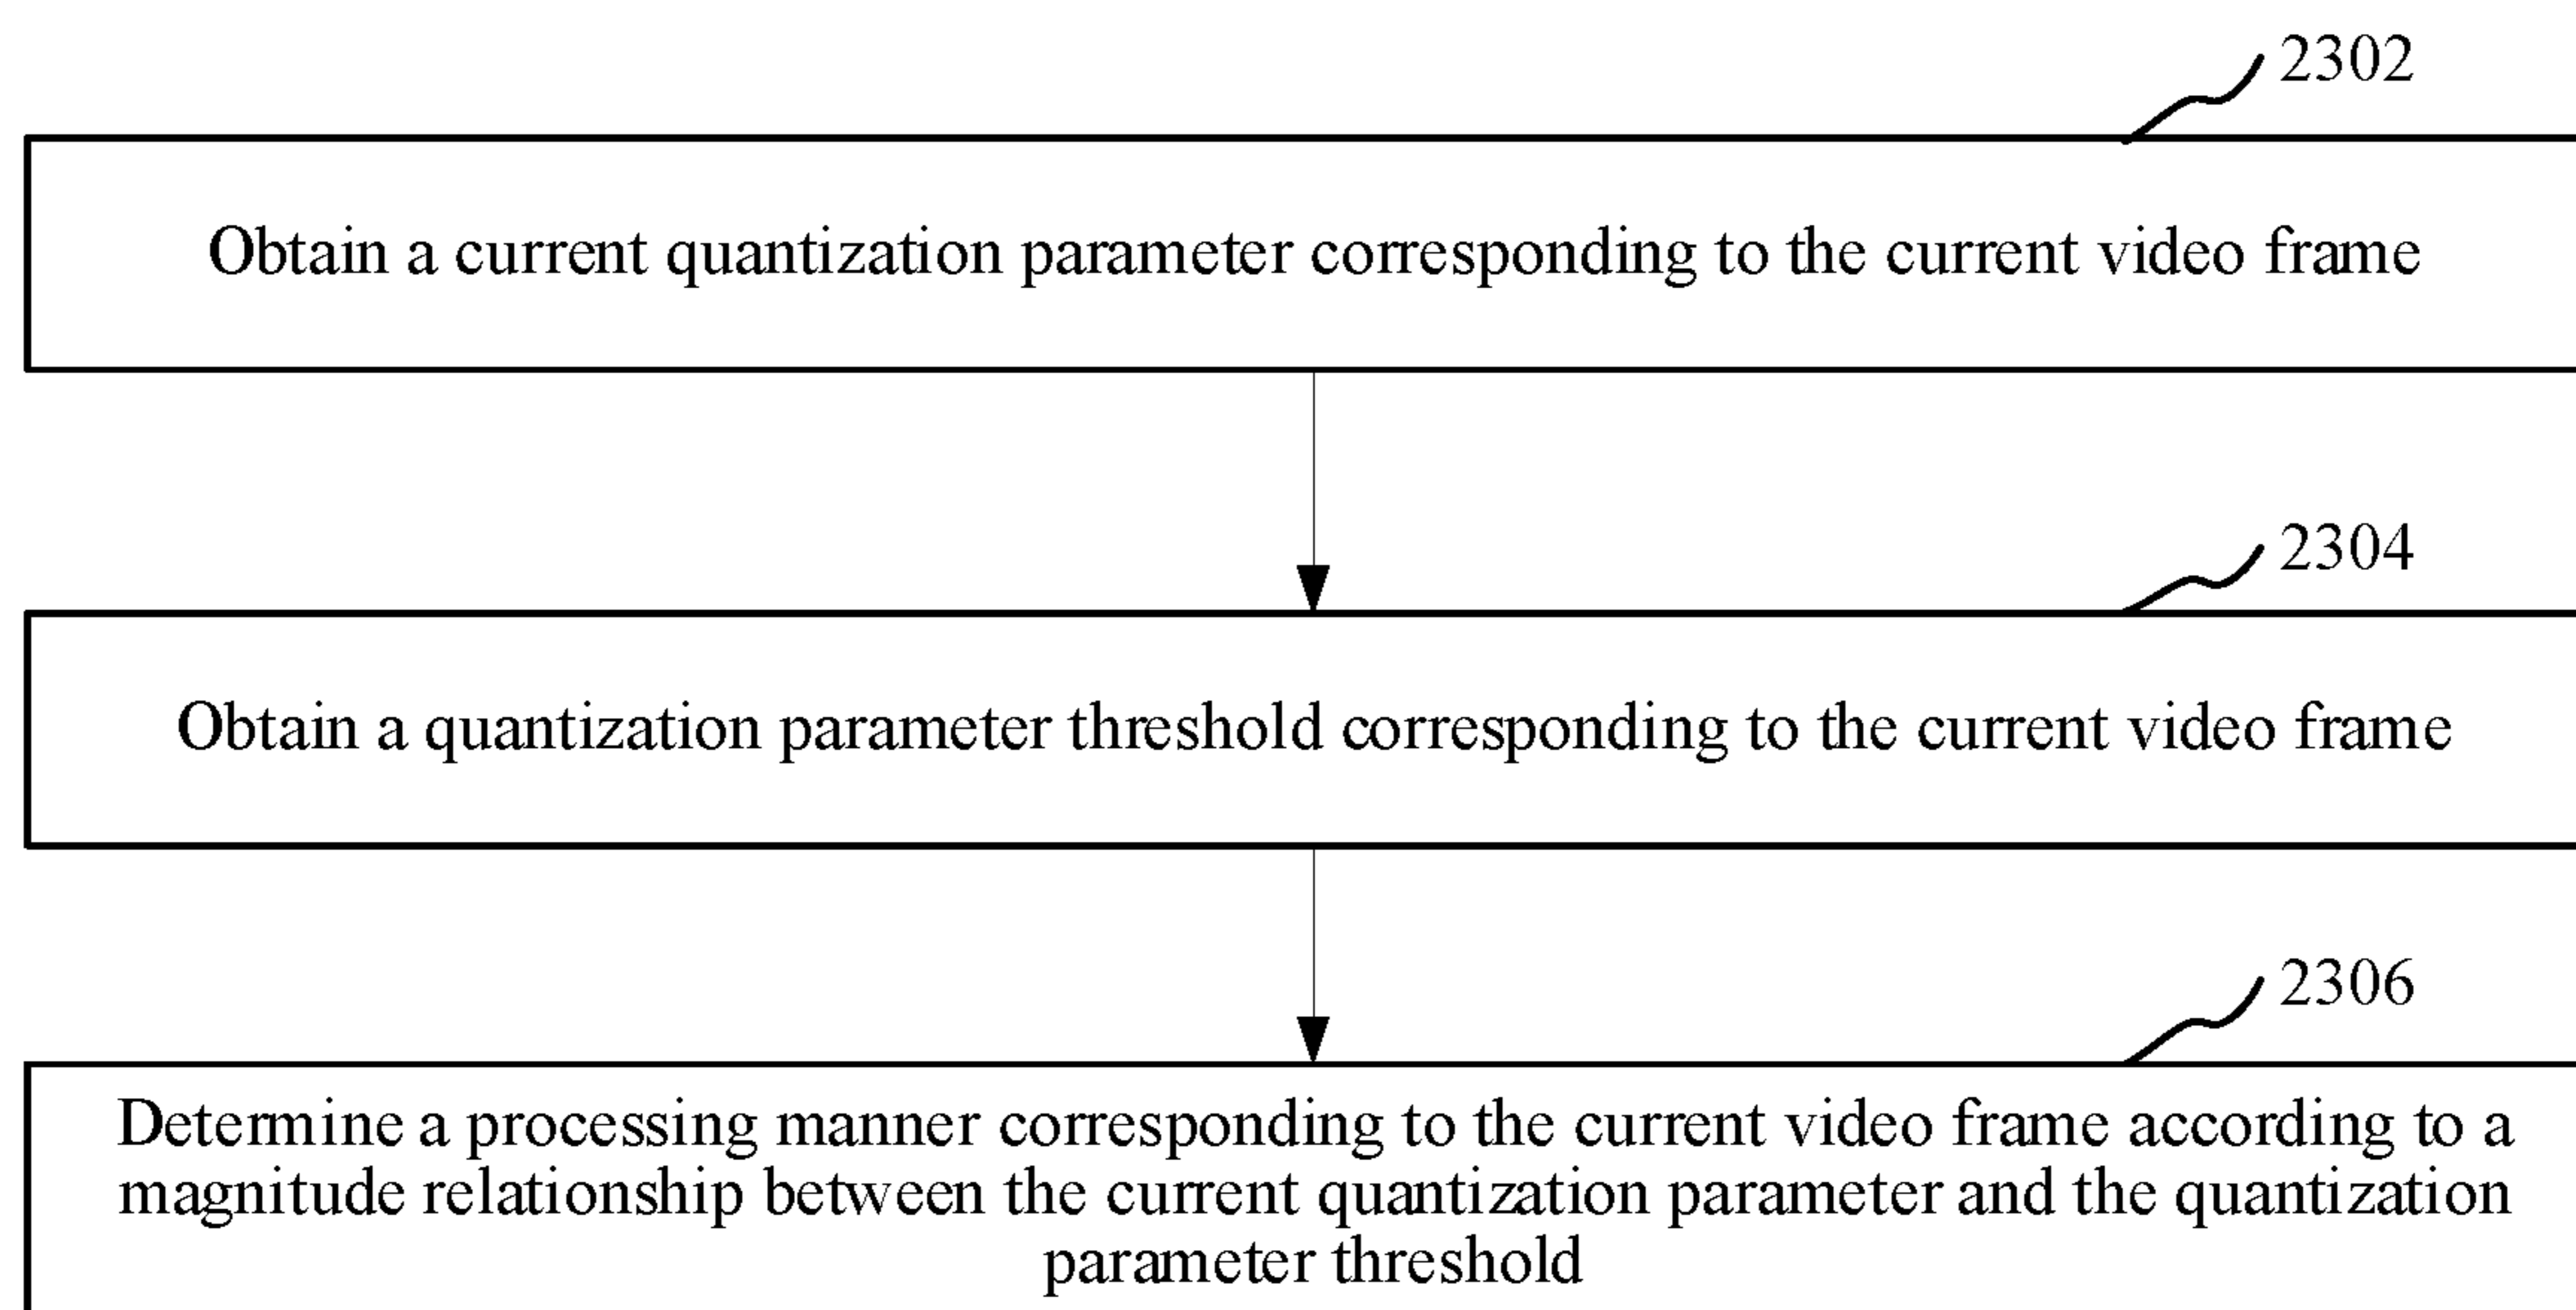 2302
Obtain a current quantization parameter corresponding to the current video frame
2304
Obtain a quantization parameter threshold corresponding to the current video frame
2306
Determine a processing manner corresponding to the current video frame according to a
magnitude relationship between the current quantization parameter and the quantization
parameter threshold